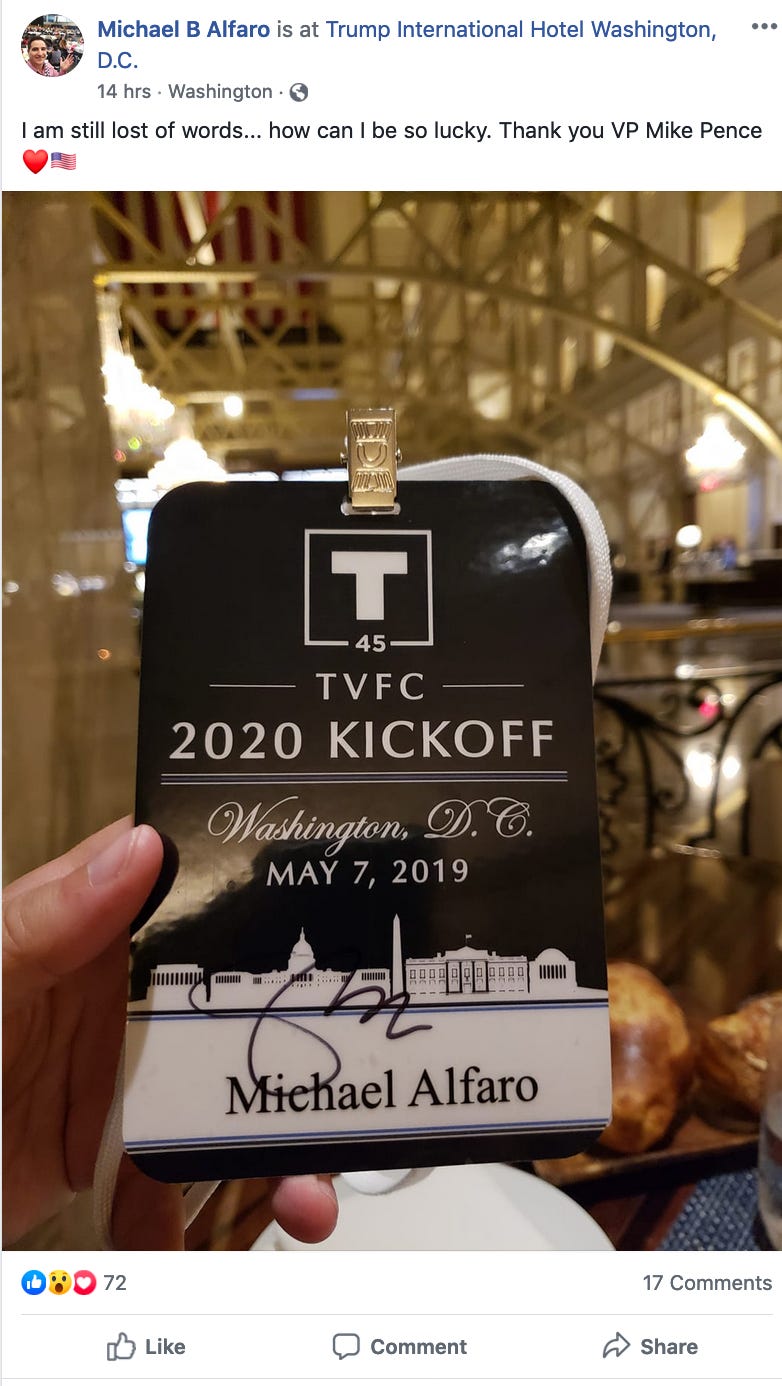 Michael B Alfaro is at Trump International Hotel Washington,
D.C.
14 hrs · Washington ·
I am still lost of words... how can I be so lucky. Thank you VP Mike Pence
❤️🇺🇸
T
45
TVFC
2020 KICKOFF
Washington, D.C.
MAY 7, 2019
Michael Alfaro
72
17 Comments
Like
Comment
Share